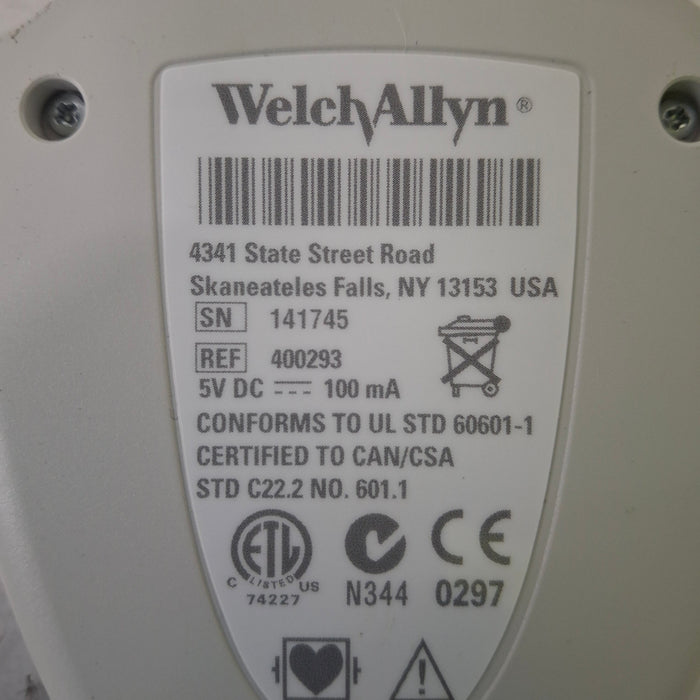 WelchAllyn®
4341 State Street Road
Skaneateles Falls, NY 13153 USA
SN 141745
REF 400293
5V DC 100 mA
CONFORMS TO UL STD 60601-1
CERTIFIED TO CAN/CSA
STD C22.2 NO. 601.1
ETL CE
C LISTED US
74227 N344 0297